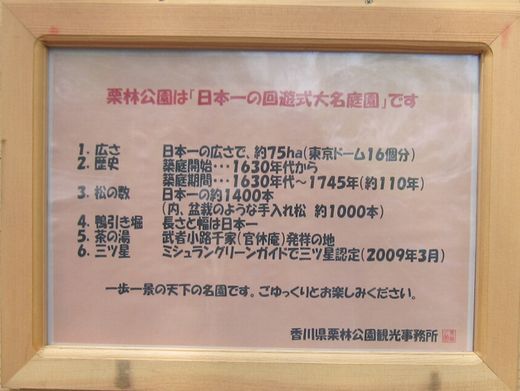 栗林公園は「日本一の回遊式大名庭園」です
1. 広さ 日本一の広さで、約75ha(東京ドーム16個分)
2. 歴史 築庭開始・・・1630年代から
築庭期間・・・1630年代～1745年(約110年)
3. 松の数 日本一の約1400本
(内、盆栽のような手入れ松 約1000本)
4. 鴨引き堀 長さと幅は日本一
5. 茶の湯 武者小路千家(官休庵)発祥の地
6. 三ツ星 ミシュラングリーンガイドで三ツ星認定(2009年3月)
一歩一景の天下の名園です。ごゆっくりとお楽しみください。
香川県栗林公園観光事務所